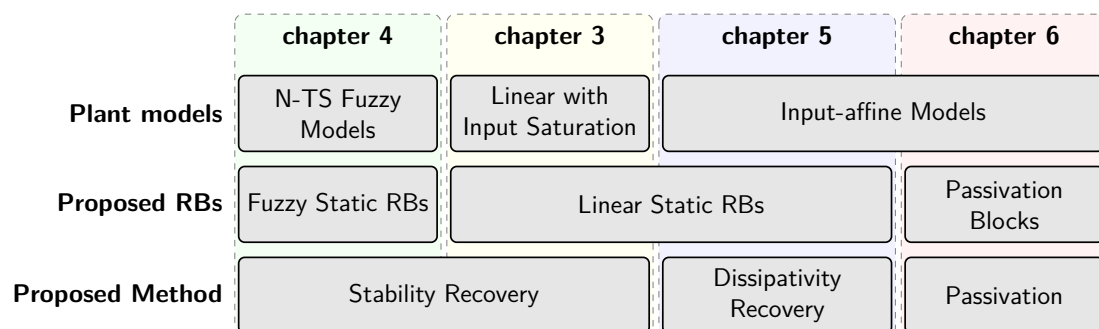 chapter 4
chapter 3
chapter 5
chapter 6
Plant models
N-TS Fuzzy
Models
Linear with
Input Saturation
Input-affine Models
Proposed RBs
Fuzzy Static RBs
Linear Static RBs
Passivation
Blocks
Proposed Method
Stability Recovery
Dissipativity
Recovery
Passivation